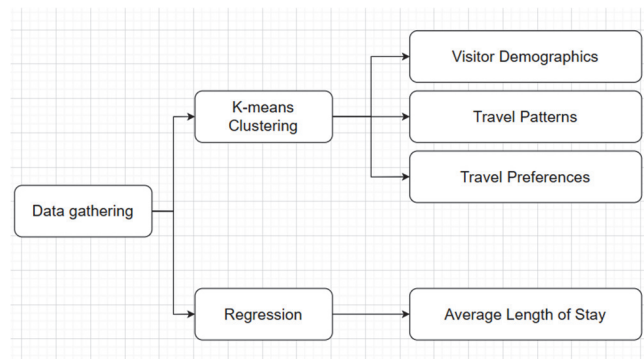 Visitor Demographics
K-means
Clustering
Travel Patterns
Travel Preferences
Data gathering
Regression
Average Length of Stay